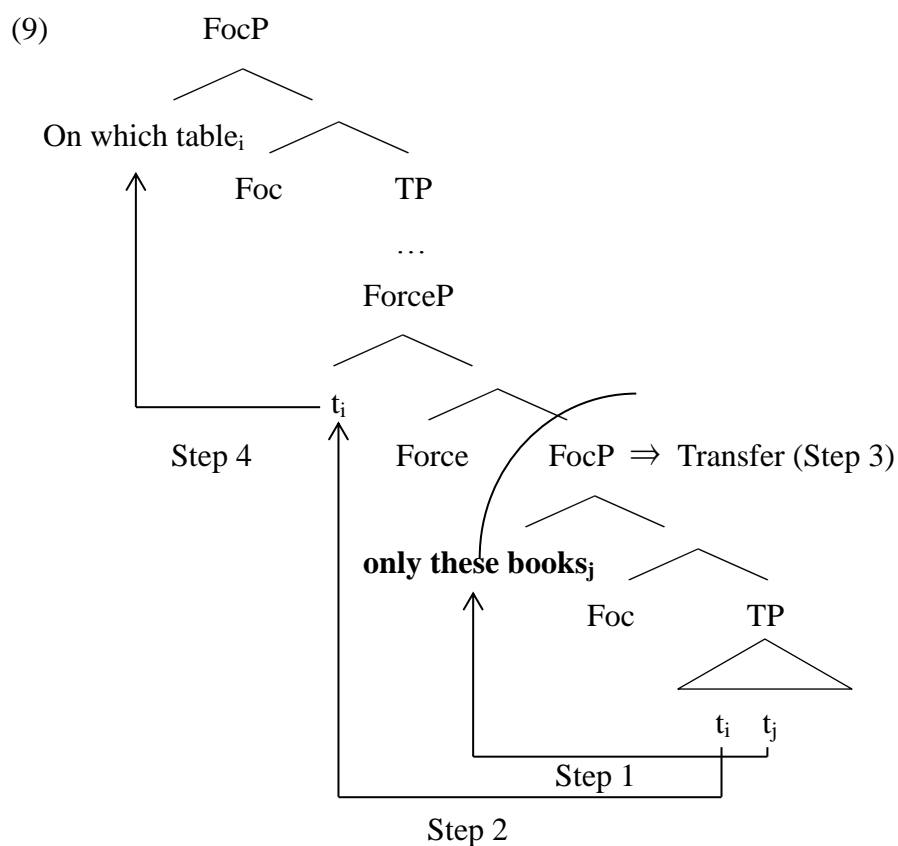 (9) FocP
On which tableᵢ
Foc TP
…
ForceP
tᵢ
Step 4 Force FocP ⇒ Transfer (Step 3)
only these booksⱼ
Foc TP
tᵢ tⱼ
Step 1
Step 2